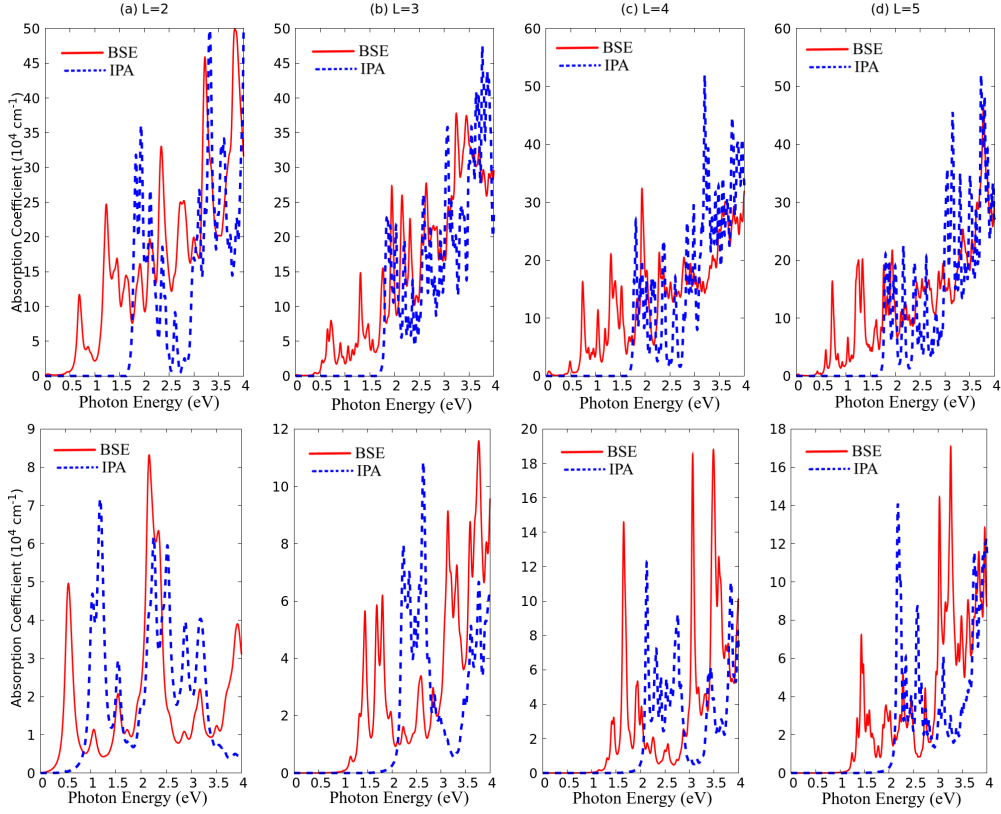 (a) L=2
(b) L=3
(c) L=4
(d) L=5
Absorption Coefficient (10⁴ cm⁻¹)
50
45
40
35
30
25
20
15
10
5
0
BSE
IPA
0 0.5 1 1.5 2 2.5 3 3.5 4
Photon Energy (eV)
50
45
40
35
30
25
20
15
10
5
0
BSE
IPA
0 0.5 1 1.5 2 2.5 3 3.5 4
Photon Energy (eV)
60
50
40
30
20
10
0
BSE
IPA
0 0.5 1 1.5 2 2.5 3 3.5 4
Photon Energy (eV)
60
50
40
30
20
10
0
BSE
IPA
0 0.5 1 1.5 2 2.5 3 3.5 4
Photon Energy (eV)
Absorption Coefficient (10⁴ cm⁻¹)
9
8
7
6
5
4
3
2
1
0
BSE
IPA
0 0.5 1 1.5 2 2.5 3 3.5 4
Photon Energy (eV)
12
10
8
6
4
2
0
BSE
IPA
0 0.5 1 1.5 2 2.5 3 3.5 4
Photon Energy (eV)
20
18
16
14
12
10
8
6
4
2
0
BSE
IPA
0 0.5 1 1.5 2 2.5 3 3.5 4
Photon Energy (eV)
18
16
14
12
10
8
6
4
2
0
BSE
IPA
0 0.5 1 1.5 2 2.5 3 3.5 4
Photon Energy (eV)